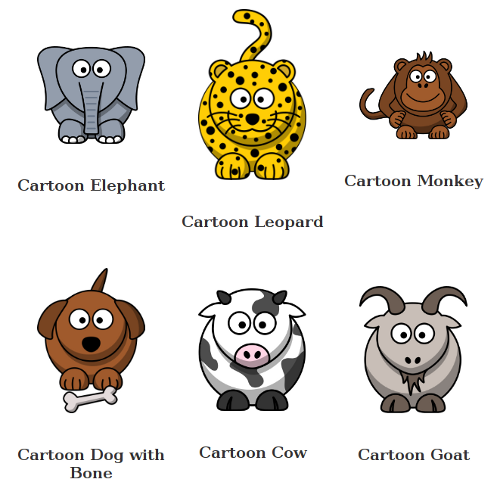 Cartoon Elephant
Cartoon Leopard
Cartoon Monkey
Cartoon Dog with
Bone
Cartoon Cow
Cartoon Goat